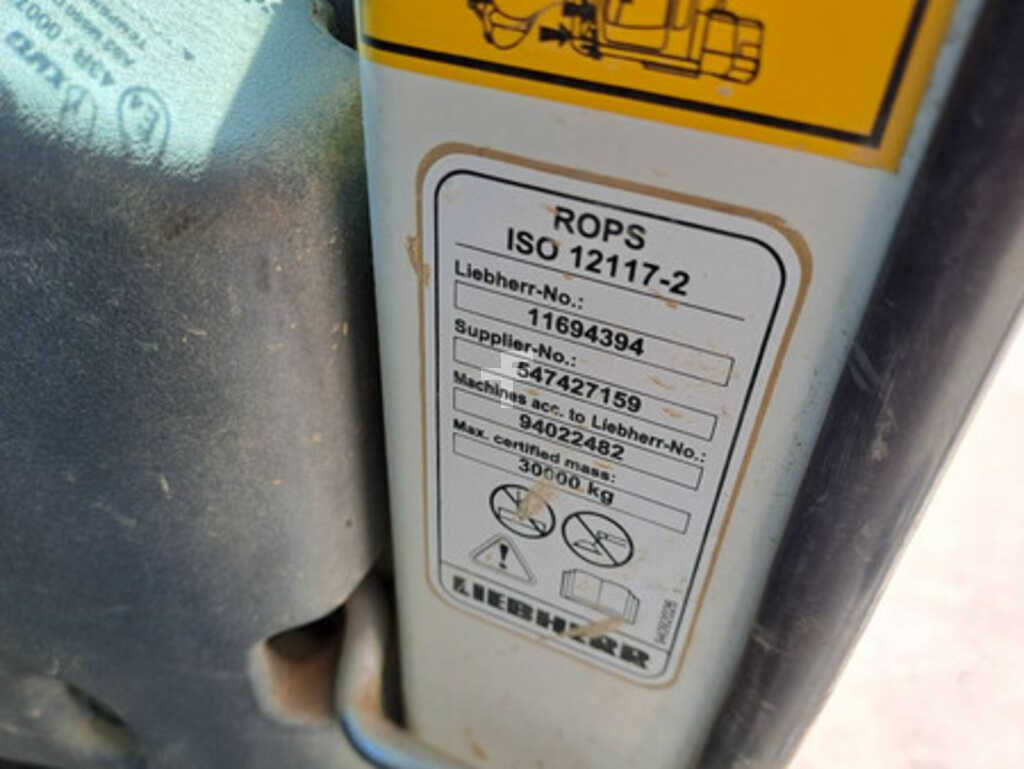 ROPS
ISO 12117-2
Liebherr-No.:
11694394
Supplier-No.:
547427159
Machines acc. to Liebherr-No.:
94022482
Max. certified mass:
30000 kg
LIEBHERR